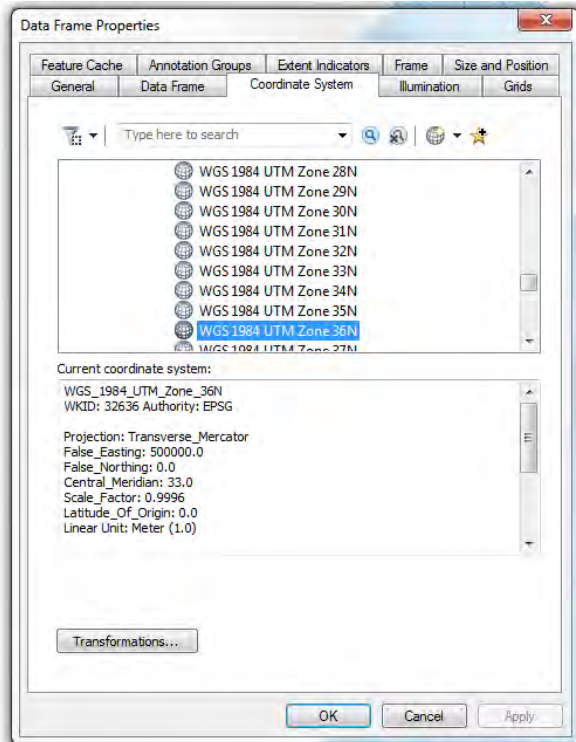 Data Frame Properties
Feature Cache Annotation Groups Extent Indicators Frame Size and Position
General Data Frame Coordinate System Illumination Grids
Type here to search
WGS 1984 UTM Zone 28N
WGS 1984 UTM Zone 29N
WGS 1984 UTM Zone 30N
WGS 1984 UTM Zone 31N
WGS 1984 UTM Zone 32N
WGS 1984 UTM Zone 33N
WGS 1984 UTM Zone 34N
WGS 1984 UTM Zone 35N
WGS 1984 UTM Zone 36N
WGS 1984 UTM Zone 37N
Current coordinate system:
WGS_1984_UTM_Zone_36N
WKID: 32636 Authority: EPSG
Projection: Transverse_Mercator
False_Easting: 500000.0
False_Northing: 0.0
Central_Meridian: 33.0
Scale_Factor: 0.9996
Latitude_Of_Origin: 0.0
Linear Unit: Meter (1.0)
Transformations...
OK Cancel Apply